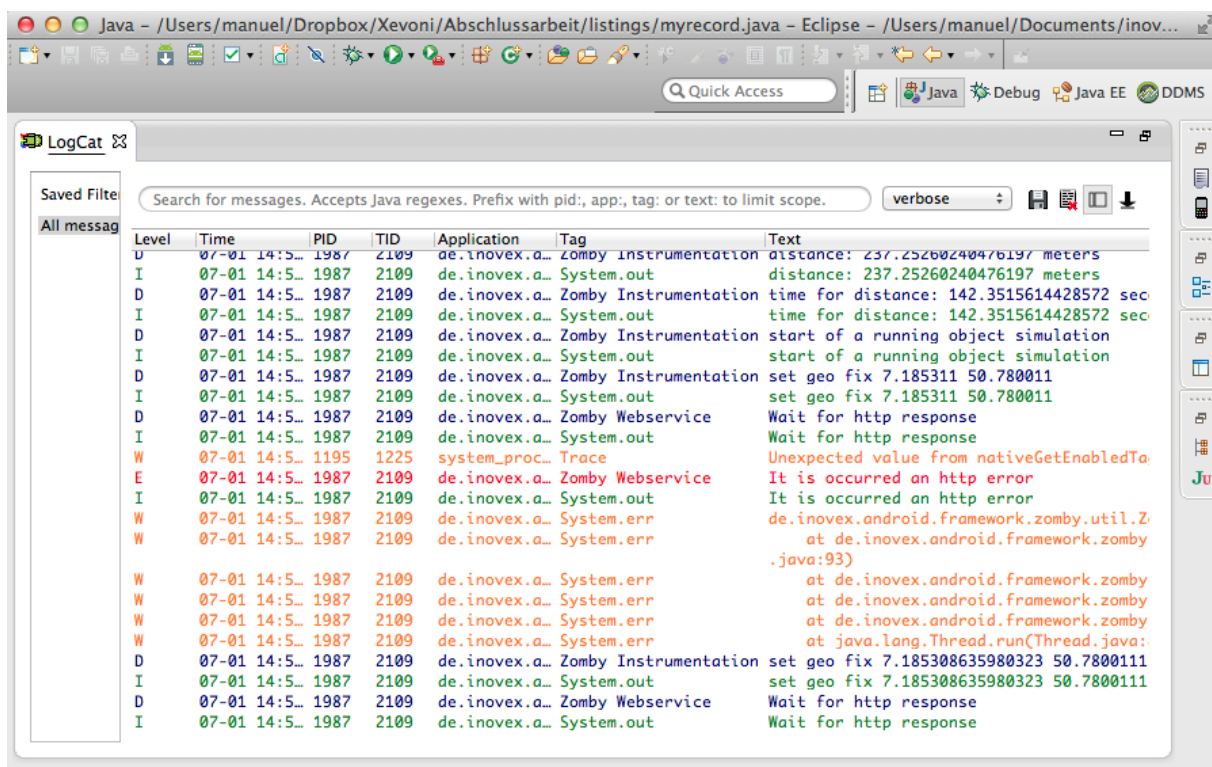 Java – /Users/manuel/Dropbox/Xevoni/Abschlussarbeit/listings/myrecord.java – Eclipse – /Users/manuel/Documents/inov...
Quick Access
Java Debug Java EE DDMS
LogCat
Saved Filte
All messag
Search for messages. Accepts Java regexes. Prefix with pid:, app:, tag: or text: to limit scope.
verbose
Level Time PID TID Application Tag Text
D 07-01 14:5… 1987 2109 de.inovex.a… Zomby Instrumentation distance: 237.25260240476197 meters
I 07-01 14:5… 1987 2109 de.inovex.a… System.out distance: 237.25260240476197 meters
D 07-01 14:5… 1987 2109 de.inovex.a… Zomby Instrumentation time for distance: 142.3515614428572 sec
I 07-01 14:5… 1987 2109 de.inovex.a… System.out time for distance: 142.3515614428572 sec
D 07-01 14:5… 1987 2109 de.inovex.a… Zomby Instrumentation start of a running object simulation
I 07-01 14:5… 1987 2109 de.inovex.a… System.out start of a running object simulation
D 07-01 14:5… 1987 2109 de.inovex.a… Zomby Instrumentation set geo fix 7.185311 50.780011
I 07-01 14:5… 1987 2109 de.inovex.a… System.out set geo fix 7.185311 50.780011
D 07-01 14:5… 1987 2109 de.inovex.a… Zomby Webservice Wait for http response
I 07-01 14:5… 1987 2109 de.inovex.a… System.out Wait for http response
W 07-01 14:5… 1195 1225 system_proc… Trace Unexpected value from nativeGetEnabledTa
E 07-01 14:5… 1987 2109 de.inovex.a… Zomby Webservice It is occurred an http error
I 07-01 14:5… 1987 2109 de.inovex.a… System.out It is occurred an http error
W 07-01 14:5… 1987 2109 de.inovex.a… System.err de.inovex.android.framework.zomby.util.Z
W 07-01 14:5… 1987 2109 de.inovex.a… System.err at de.inovex.android.framework.zomby
.java:93)
W 07-01 14:5… 1987 2109 de.inovex.a… System.err at de.inovex.android.framework.zomby
W 07-01 14:5… 1987 2109 de.inovex.a… System.err at de.inovex.android.framework.zomby
W 07-01 14:5… 1987 2109 de.inovex.a… System.err at de.inovex.android.framework.zomby
W 07-01 14:5… 1987 2109 de.inovex.a… System.err at java.lang.Thread.run(Thread.java:
D 07-01 14:5… 1987 2109 de.inovex.a… Zomby Instrumentation set geo fix 7.185308635980323 50.7800111
I 07-01 14:5… 1987 2109 de.inovex.a… System.out set geo fix 7.185308635980323 50.7800111
D 07-01 14:5… 1987 2109 de.inovex.a… Zomby Webservice Wait for http response
I 07-01 14:5… 1987 2109 de.inovex.a… System.out Wait for http response